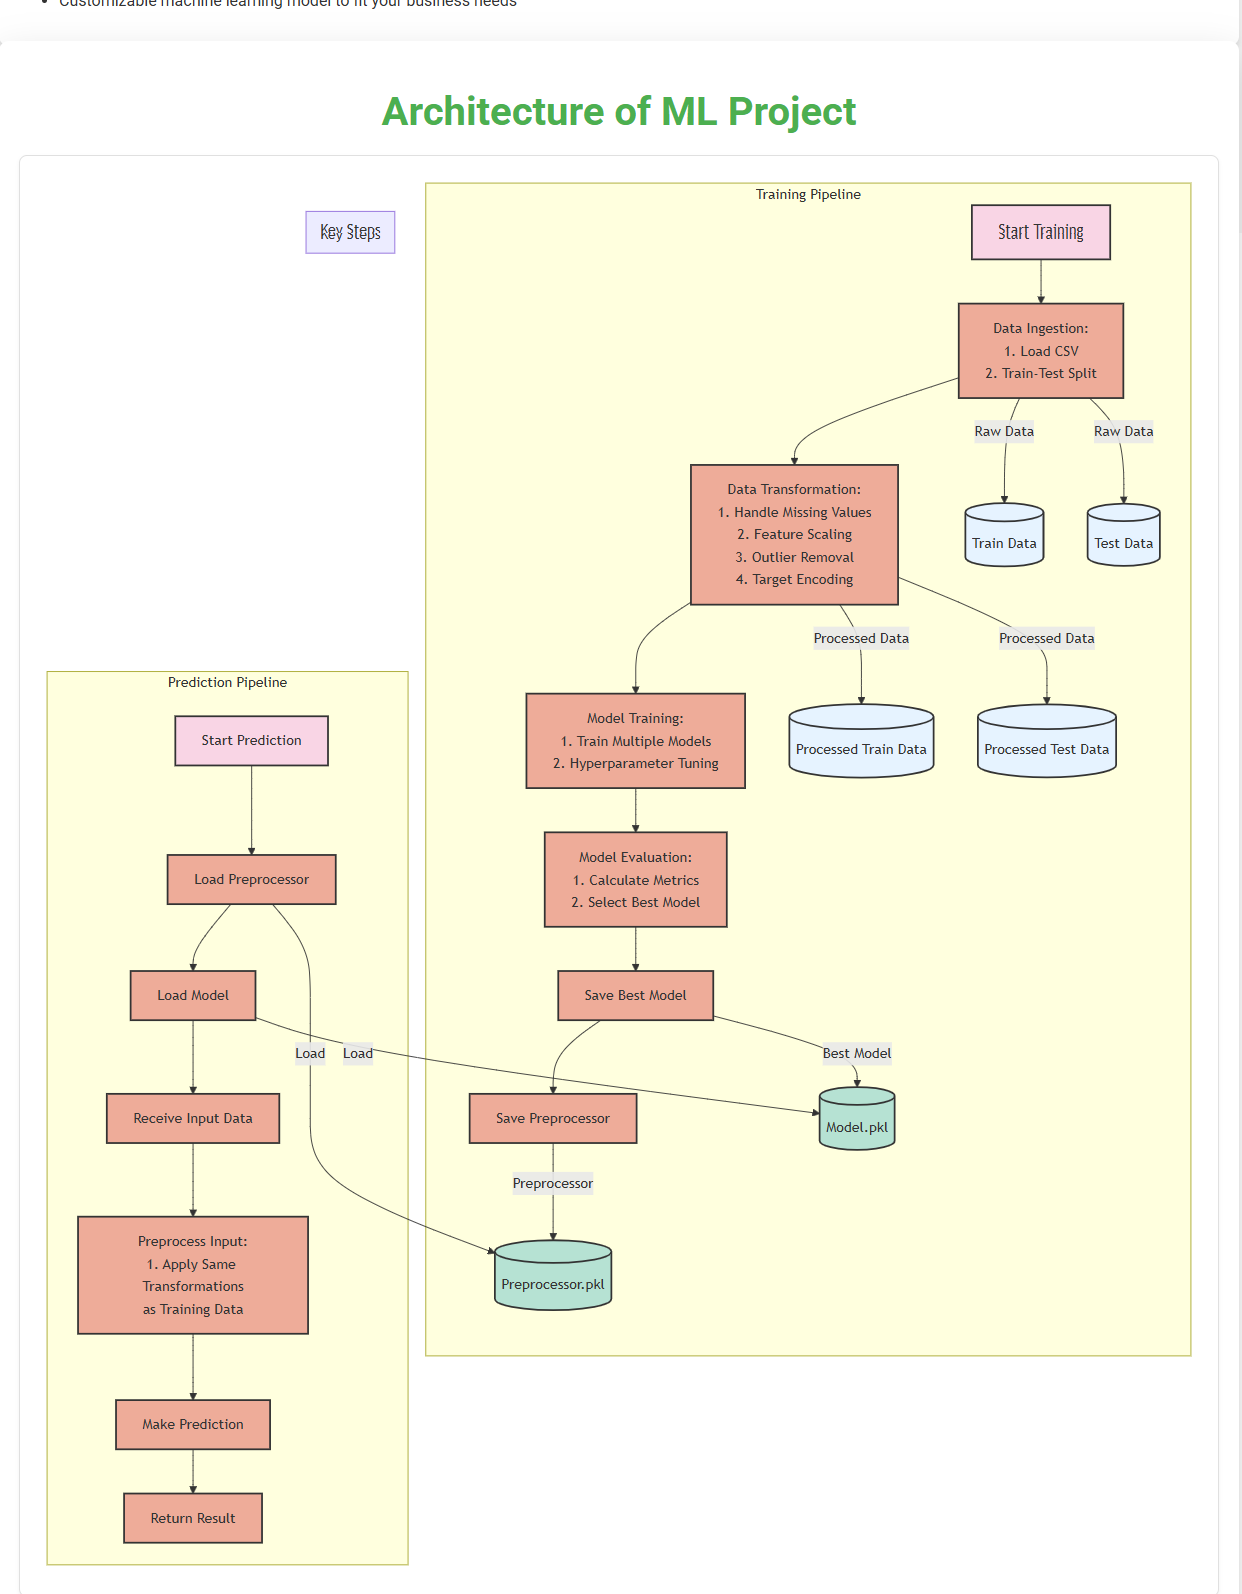 Customizable machine learning model to fit your business needs
Architecture of ML Project
Key Steps
Training Pipeline
Start Training
Data Ingestion:
1. Load CSV
2. Train-Test Split
Raw Data
Raw Data
Train Data
Test Data
Data Transformation:
1. Handle Missing Values
2. Feature Scaling
3. Outlier Removal
4. Target Encoding
Processed Data
Processed Data
Processed Train Data
Processed Test Data
Model Training:
1. Train Multiple Models
2. Hyperparameter Tuning
Model Evaluation:
1. Calculate Metrics
2. Select Best Model
Save Best Model
Best Model
Model.pkl
Save Preprocessor
Preprocessor
Preprocessor.pkl
Prediction Pipeline
Start Prediction
Load Preprocessor
Load Model
Load
Load
Receive Input Data
Preprocess Input:
1. Apply Same
Transformations
as Training Data
Make Prediction
Return Result